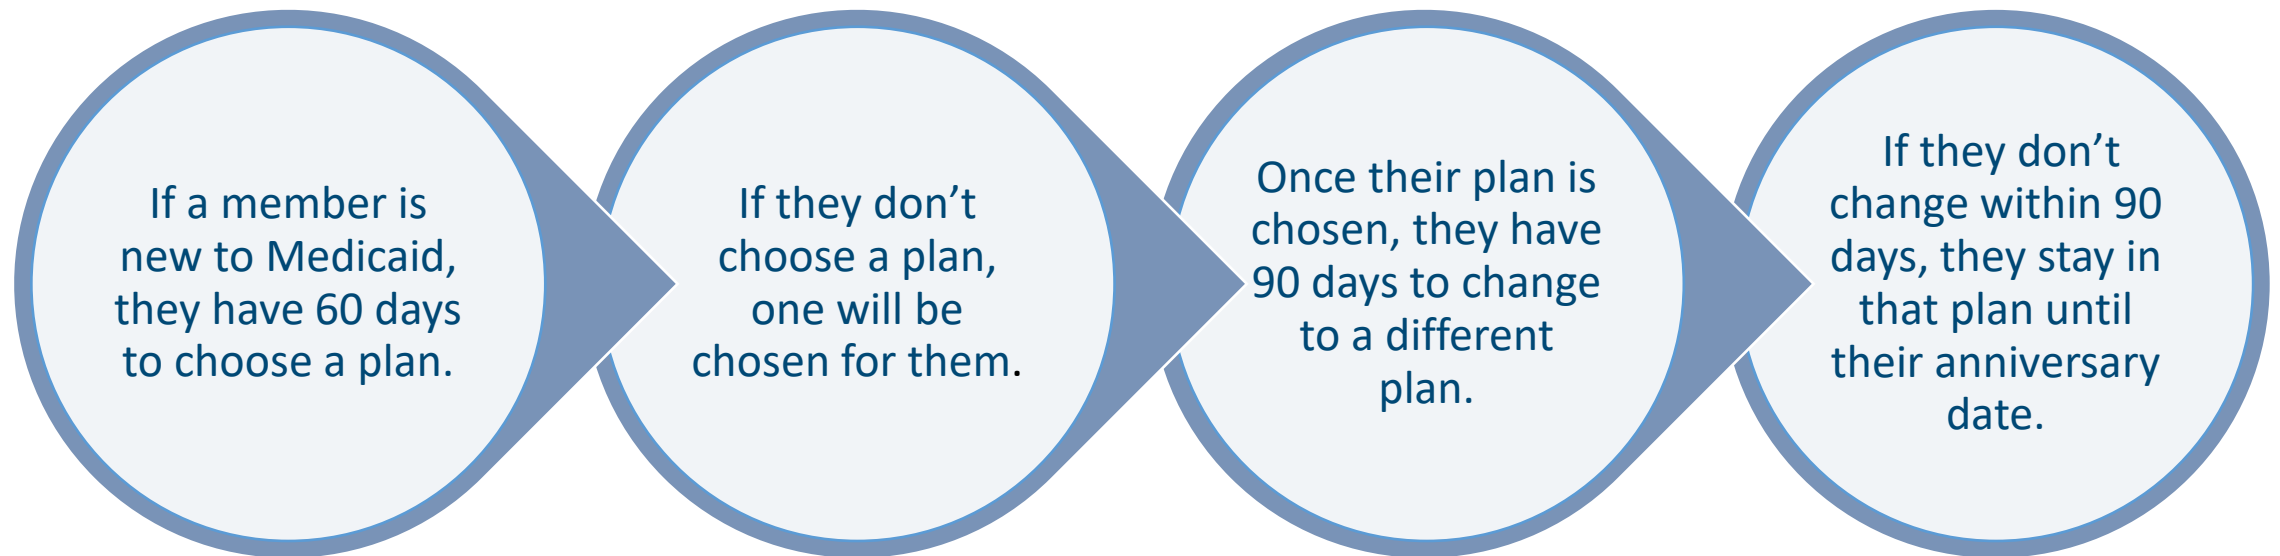 If a member is
new to Medicaid,
they have 60 days
to choose a plan.
If they don’t
choose a plan,
one will be
chosen for them.
Once their plan is
chosen, they have
90 days to change
to a different
plan.
If they don’t
change within 90
days, they stay in
that plan until
their anniversary
date.